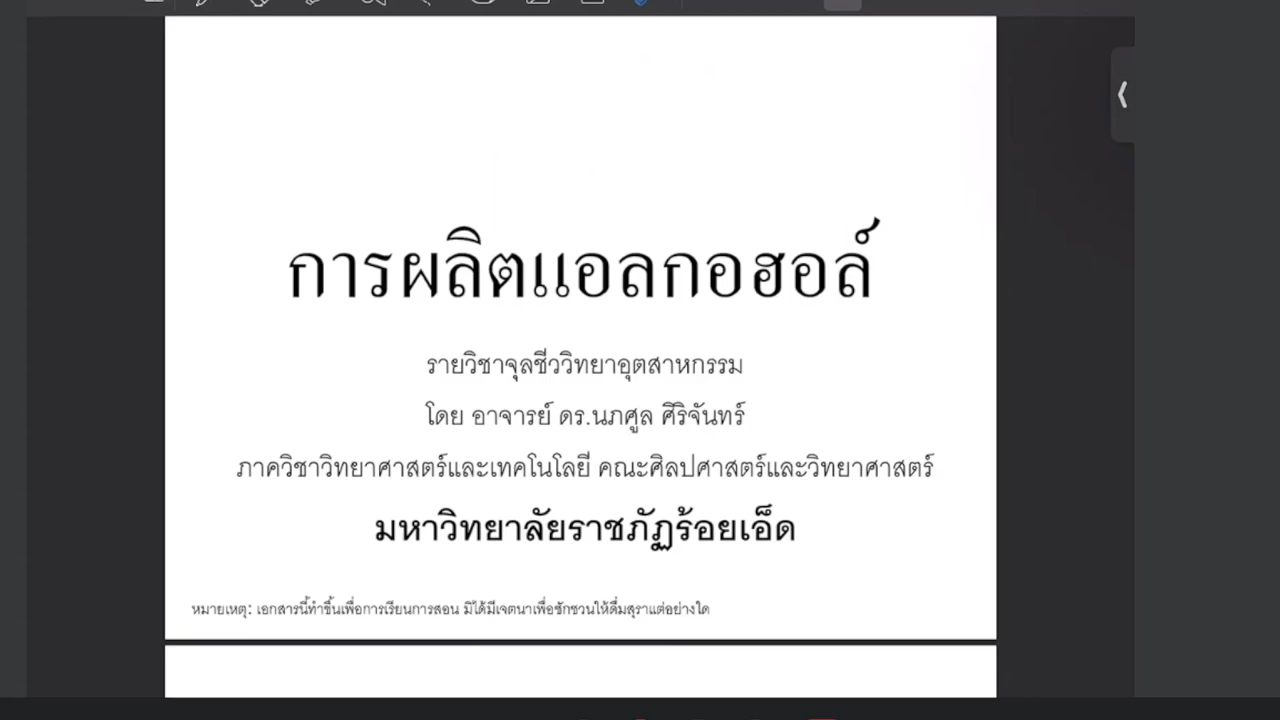 การผลิตแอลกอฮอล์
รายวิชาจุลชีววิทยาอุตสาหกรรม
โดย อาจารย์ ดร.นภศูล ศิริจันทร์
ภาควิชาวิทยาศาสตร์และเทคโนโลยี คณะศิลปศาสตร์และวิทยาศาสตร์
มหาวิทยาลัยราชภัฏร้อยเอ็ด
หมายเหตุ: เอกสารนี้ทำขึ้นเพื่อการเรียนการสอน มิได้มีเจตนาเพื่อชักชวนให้ดื่มสุราแต่อย่างใด